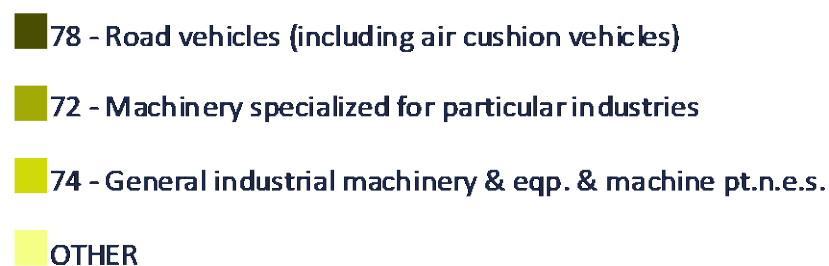 78 - Road vehicles (including air cushion vehicles)
72 - Machinery specialized for particular industries
74 - General industrial machinery & eqp. & machine pt.n.e.s.
OTHER